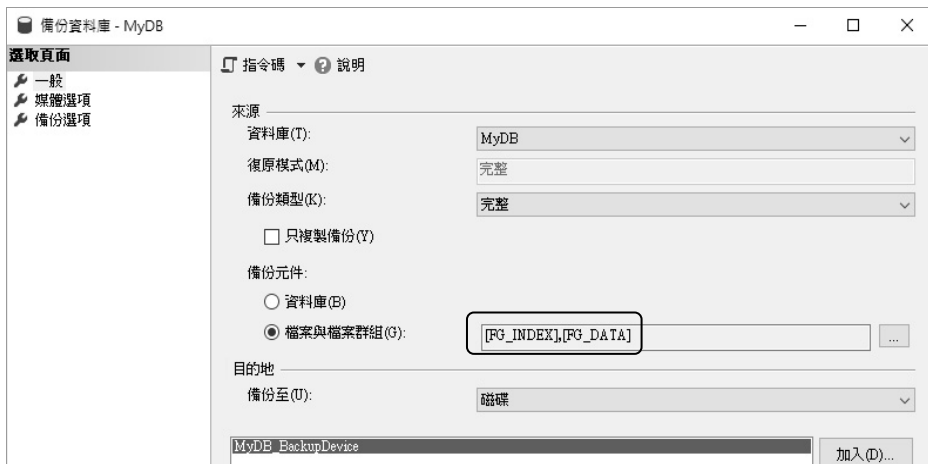 備份資料庫 - MyDB
選取頁面
一般
媒體選項
備份選項
指令碼 說明
來源
資料庫(T): MyDB
復原模式(M): 完整
備份類型(K): 完整
只複製備份(Y)
備份元件:
資料庫(B)
檔案與檔案群組(G): [FG_INDEX],[FG_DATA] ...
目的地
備份至(U): 磁碟
MyDB_BackupDevice 加入(D)...